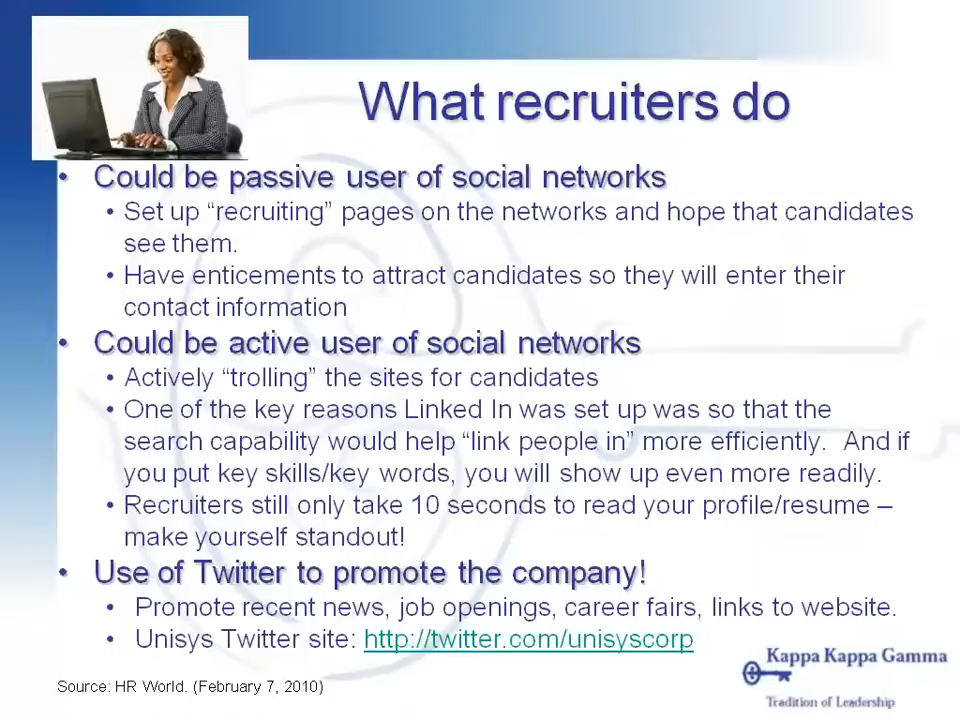 What recruiters do
• Could be passive user of social networks
• Set up “recruiting” pages on the networks and hope that candidates
see them.
• Have enticements to attract candidates so they will enter their
contact information
• Could be active user of social networks
• Actively “trolling” the sites for candidates
• One of the key reasons Linked In was set up was so that the
search capability would help “link people in” more efficiently.  And if
you put key skills/key words, you will show up even more readily.
• Recruiters still only take 10 seconds to read your profile/resume –
make yourself standout!
• Use of Twitter to promote the company!
• Promote recent news, job openings, career fairs, links to website.
• Unisys Twitter site: http://twitter.com/unisyscorp
Kappa Kappa Gamma
Tradition of Leadership
Source: HR World. (February 7, 2010)